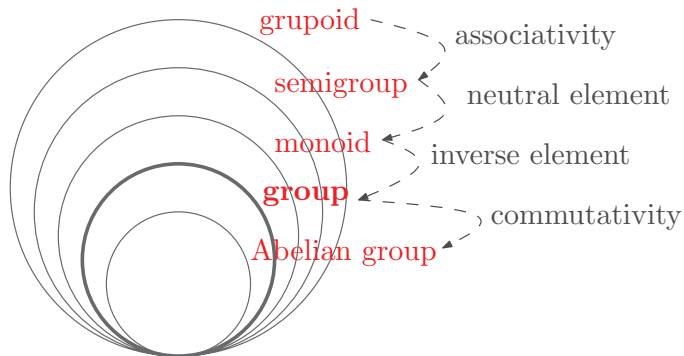 grupoid
associativity
semigroup
neutral element
monoid
inverse element
group
commutativity
Abelian group